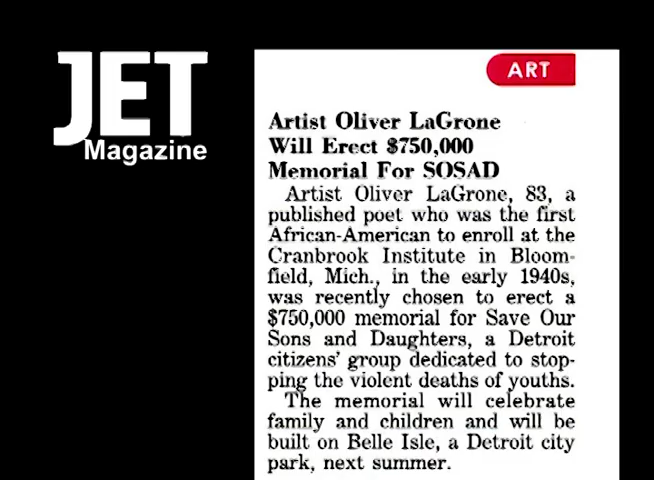 JET
Magazine
ART
Artist Oliver LaGrone
Will Erect $750,000
Memorial For SOSAD
Artist Oliver LaGrone, 83, a
published poet who was the first
African-American to enroll at the
Cranbrook Institute in Bloom-
field, Mich., in the early 1940s,
was recently chosen to erect a
$750,000 memorial for Save Our
Sons and Daughters, a Detroit
citizens' group dedicated to stop-
ping the violent deaths of youths.
The memorial will celebrate
family and children and will be
built on Belle Isle, a Detroit city
park, next summer.